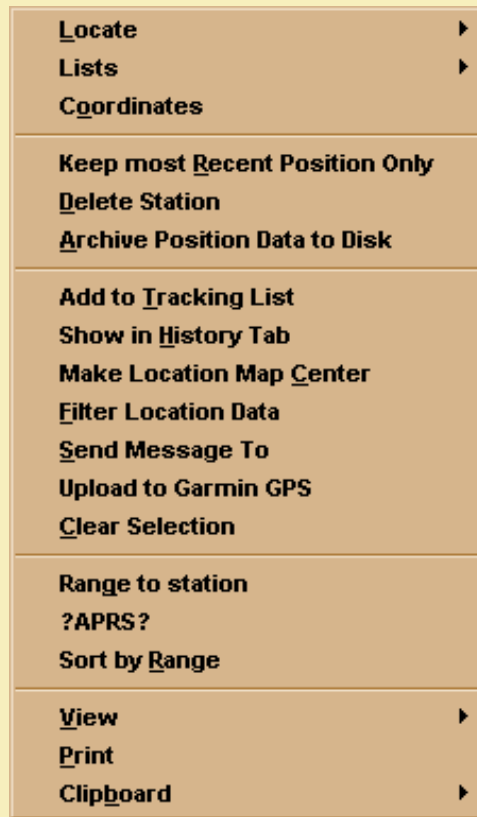 Locate
Lists
Coordinates
Keep most Recent Position Only
Delete Station
Archive Position Data to Disk
Add to Tracking List
Show in History Tab
Make Location Map Center
Filter Location Data
Send Message To
Upload to Garmin GPS
Clear Selection
Range to station
?APRS?
Sort by Range
View
Print
Clipboard